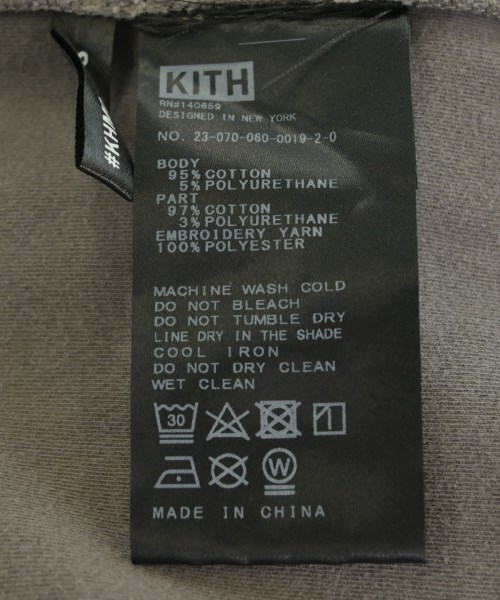 KITH
RN#140659
DESIGNED IN NEW YORK
NO. 23-070-060-0019-2-0
BODY
95% COTTON
5% POLYURETHANE
PART
97% COTTON
3% POLYURETHANE
EMBROIDERY YARN
100% POLYESTER
MACHINE WASH COLD
DO NOT BLEACH
DO NOT TUMBLE DRY
LINE DRY IN THE SHADE
COOL IRON
DO NOT DRY CLEAN
WET CLEAN
30
W
MADE IN CHINA